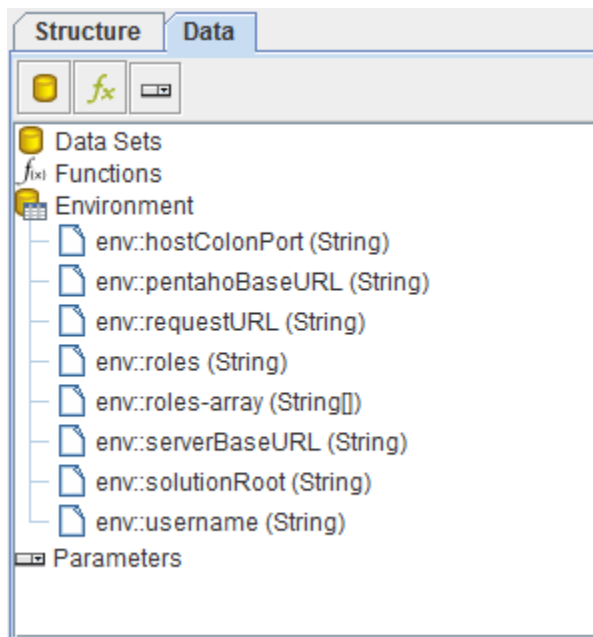 Structure Data
fx
Data Sets
f(x) Functions
Environment
env::hostColonPort (String)
env::pentahoBaseURL (String)
env::requestURL (String)
env::roles (String)
env::roles-array (String[])
env::serverBaseURL (String)
env::solutionRoot (String)
env::username (String)
Parameters